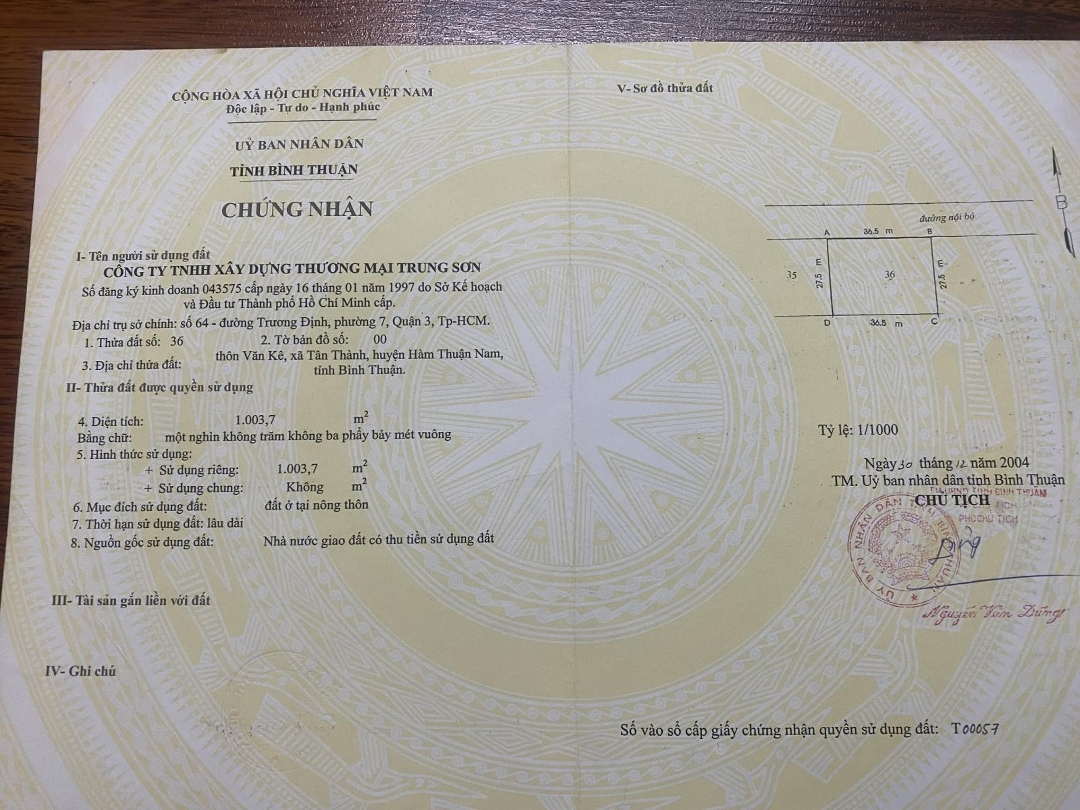 CỘNG HÒA XÃ HỘI CHỦ NGHĨA VIỆT NAM
Độc lập - Tự do - Hạnh phúc
UỶ BAN NHÂN DÂN
TỈNH BÌNH THUẬN
CHỨNG NHẬN
I- Tên người sử dụng đất
CÔNG TY TNHH XÂY DỰNG THƯƠNG MẠI TRUNG SƠN
Số đăng ký kinh doanh 043575 cấp ngày 16 tháng 01 năm 1997 do Sở Kế hoạch
và Đầu tư Thành phố Hồ Chí Minh cấp.
Địa chỉ trụ sở chính: số 64 - đường Trương Định, phường 7, Quận 3, Tp-HCM.
1. Thửa đất số: 36 2. Tờ bản đồ số: 00
3. Địa chỉ thửa đất: thôn Văn Kê, xã Tân Thành, huyện Hàm Thuận Nam,
tỉnh Bình Thuận.
II- Thửa đất được quyền sử dụng
4. Diện tích: 1.003,7 m2
Bằng chữ: một nghìn không trăm không ba phẩy bảy mét vuông
5. Hình thức sử dụng:
+ Sử dụng riêng: 1.003,7 m2
+ Sử dụng chung: Không m2
6. Mục đích sử dụng đất: đất ở tại nông thôn
7. Thời hạn sử dụng đất: lâu dài
8. Nguồn gốc sử dụng đất: Nhà nước giao đất có thu tiền sử dụng đất
III- Tài sản gắn liền với đất
IV- Ghi chú
V- Sơ đồ thửa đất
B
đường nội bộ
A 36.5 m B
35 27.5 m 36 27.5 m
D 36.5 m C
Tỷ lệ: 1/1000
Ngày 30 tháng 12 năm 2004
TM. Uỷ ban nhân dân tỉnh Bình Thuận
TM. UBND TỈNH BÌNH THUẬN
CHỦ TỊCH
PHÓ CHỦ TỊCH
UỶ BAN NHÂN DÂN TỈNH BÌNH THUẬN
Nguyễn Văn Dũng
Số vào sổ cấp giấy chứng nhận quyền sử dụng đất: T00057